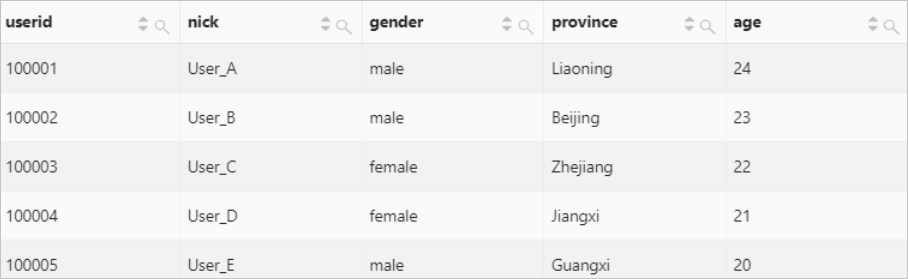 userid nick gender province age
100001 User_A male Liaoning 24
100002 User_B male Beijing 23
100003 User_C female Zhejiang 22
100004 User_D female Jiangxi 21
100005 User_E male Guangxi 20